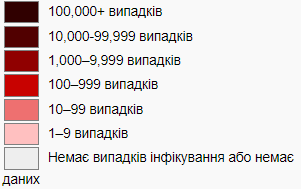 100,000+ випадків
10,000-99,999 випадків
1,000–9,999 випадків
100–999 випадків
10–99 випадків
1–9 випадків
Немає випадків інфікування або немає
даних